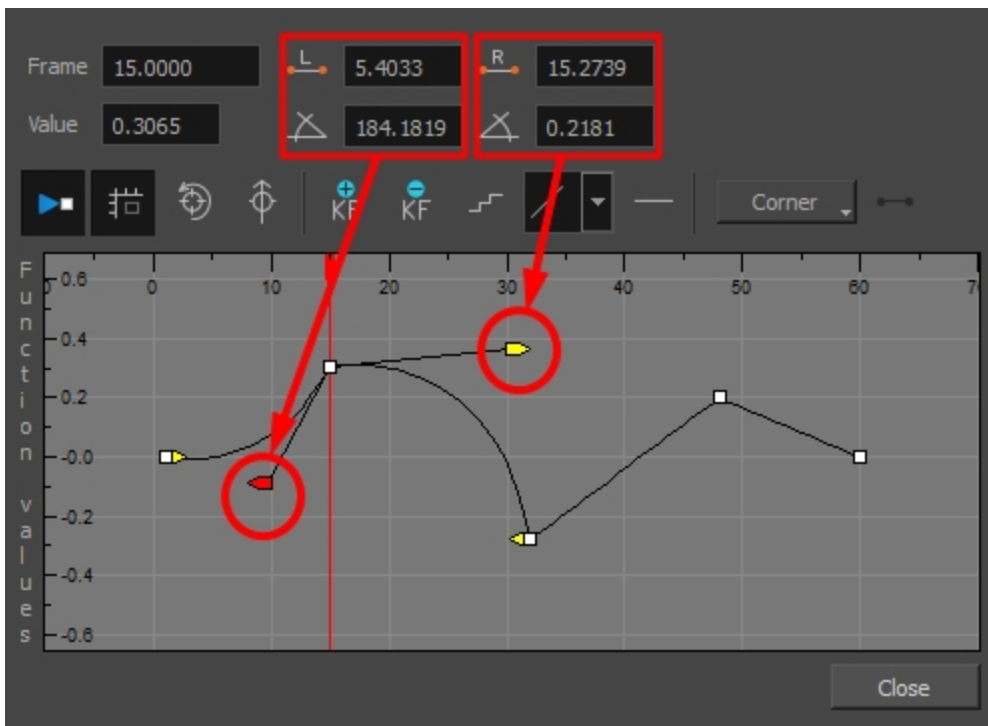 Frame 15.0000 L 5.4033 R 15.2739
Value 0.3065 184.1819 0.2181
KF KF Corner
Function values
0.6
0 10 20 30 40 50 60 7
0.4
0.2
-0.0
-0.2
-0.4
-0.6
Close